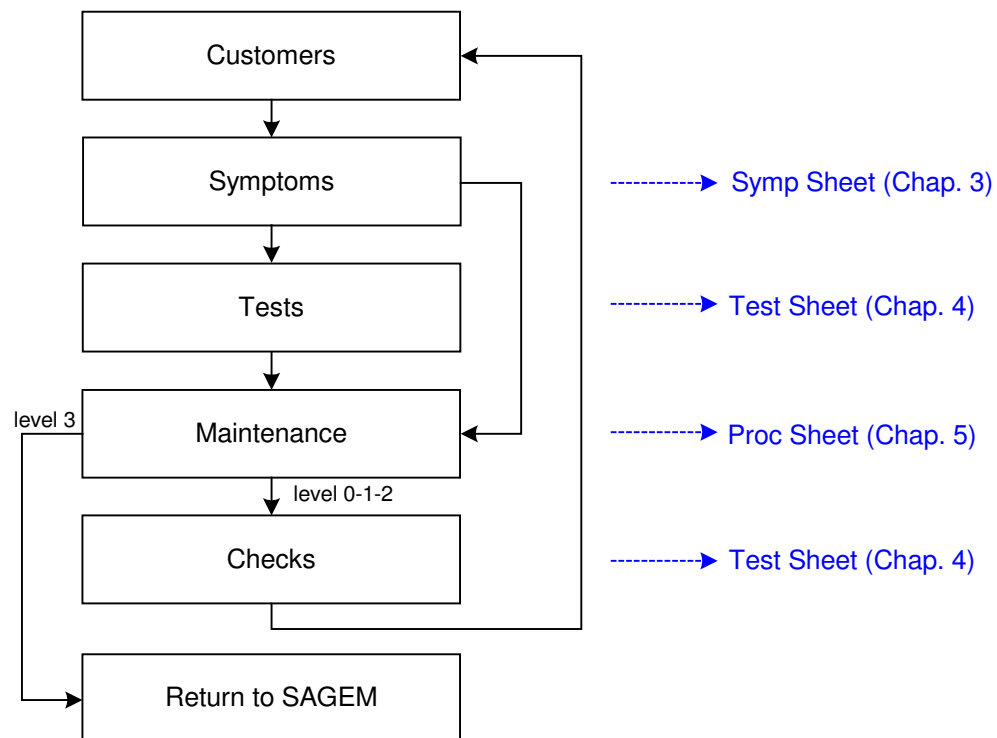 Customers
Symptoms
Symp Sheet (Chap. 3)
Tests
Test Sheet (Chap. 4)
level 3
Maintenance
Proc Sheet (Chap. 5)
level 0-1-2
Checks
Test Sheet (Chap. 4)
Return to SAGEM